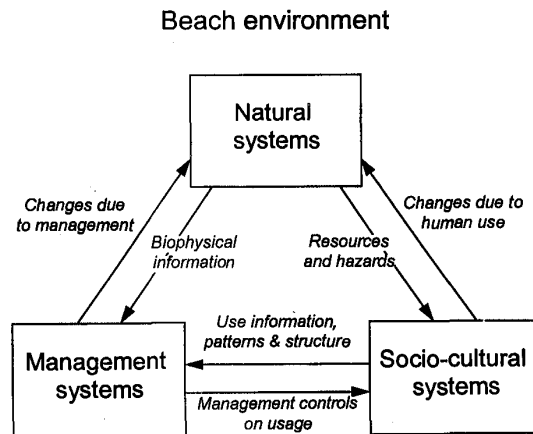 Beach environment
Natural
systems
Changes due
to management
Changes due to
human use
Biophysical
information
Resources
and hazards
Use information,
patterns & structure
Management
systems
Socio-cultural
systems
Management controls
on usage